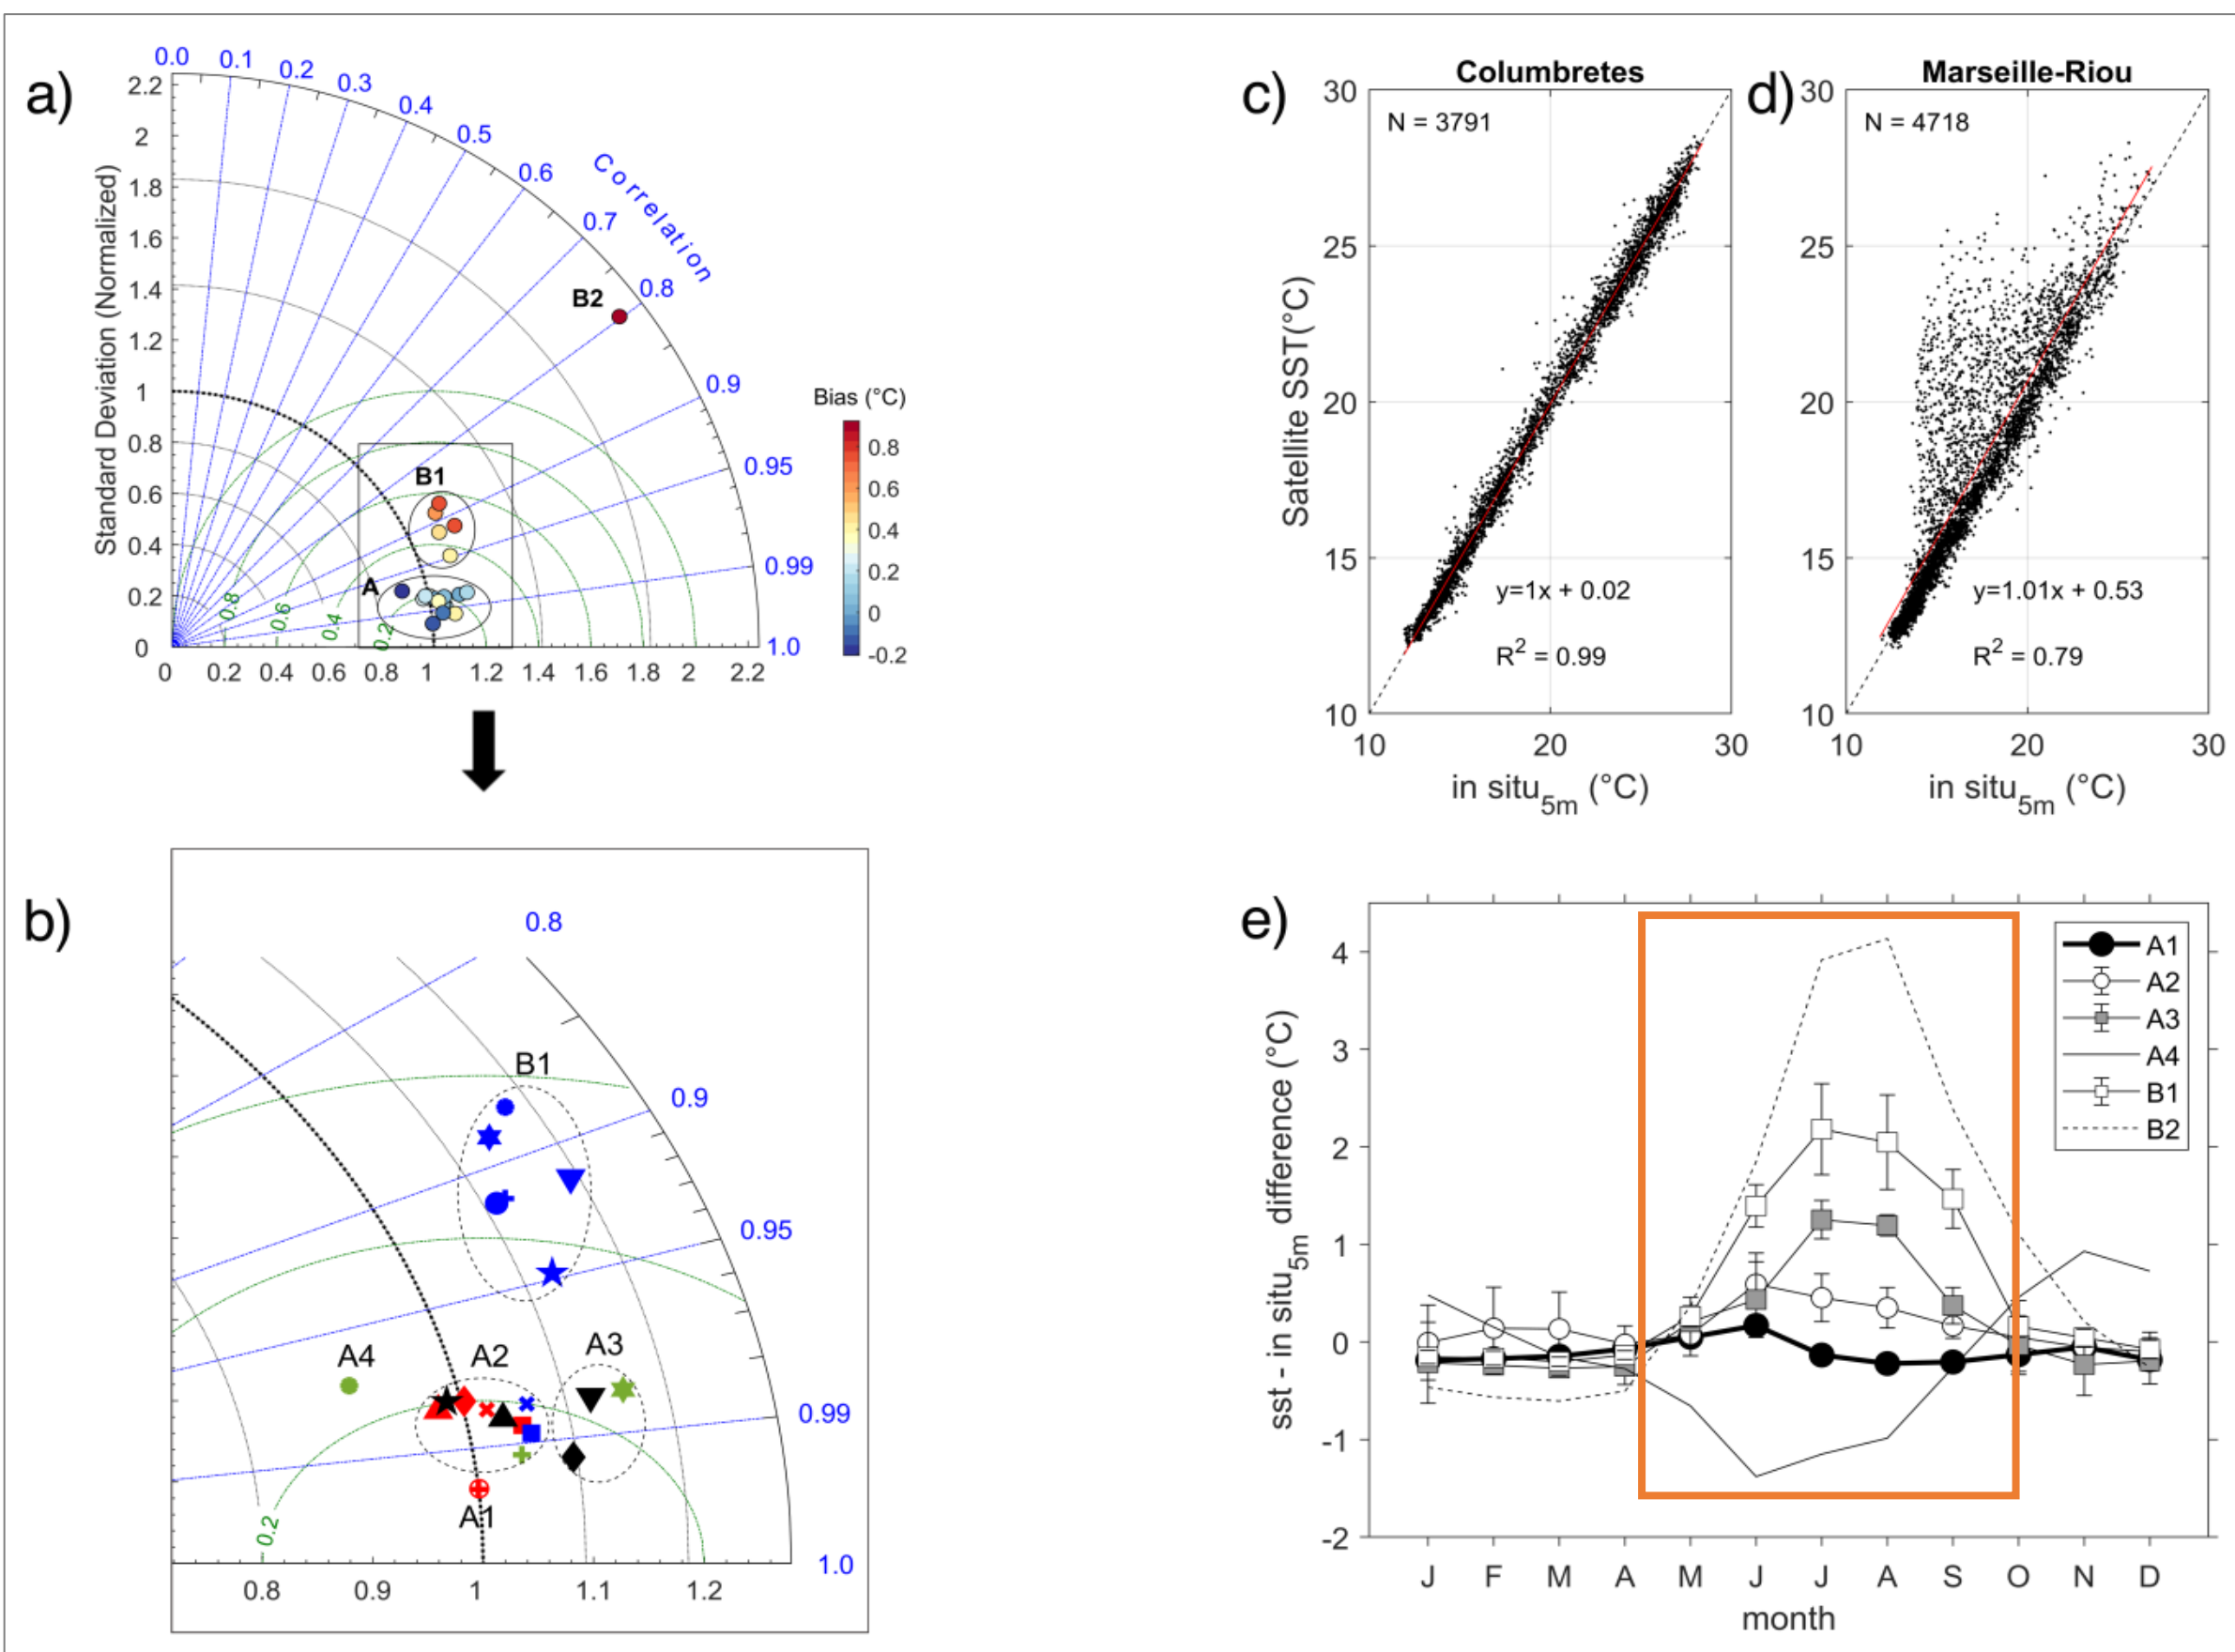 a)
0.0
0.1
0.2
0.3
0.4
0.5
0.6
0.7
0.8
0.9
0.95
0.99
1.0
Correlation
Standard Deviation (Normalized)
2.2
2
1.8
1.6
1.4
1.2
1
0.8
0.6
0.4
0.2
0
0 0.2 0.4 0.6 0.8 1 1.2 1.4 1.6 1.8 2 2.2
0.8 0.6 0.4 0.2
B2
B1
A
Bias (°C)
0.8
0.6
0.4
0.2
0
-0.2
b)
0.8
0.9
0.95
0.99
1.0
B1
A4 A2 A3
A1
0.2
0.8 0.9 1 1.1 1.2
c)
Columbretes
N = 3791
Satellite SST(°C)
30
25
20
15
10
y=1x + 0.02
R² = 0.99
10 20 30
in situ5m (°C)
d)
Marseille-Riou
N = 4718
30
25
20
15
10
y=1.01x + 0.53
R² = 0.79
10 20 30
in situ5m (°C)
e)
sst - in situ5m difference (°C)
4
3
2
1
0
-1
-2
A1
A2
A3
A4
B1
B2
J F M A M J J A S O N D
month